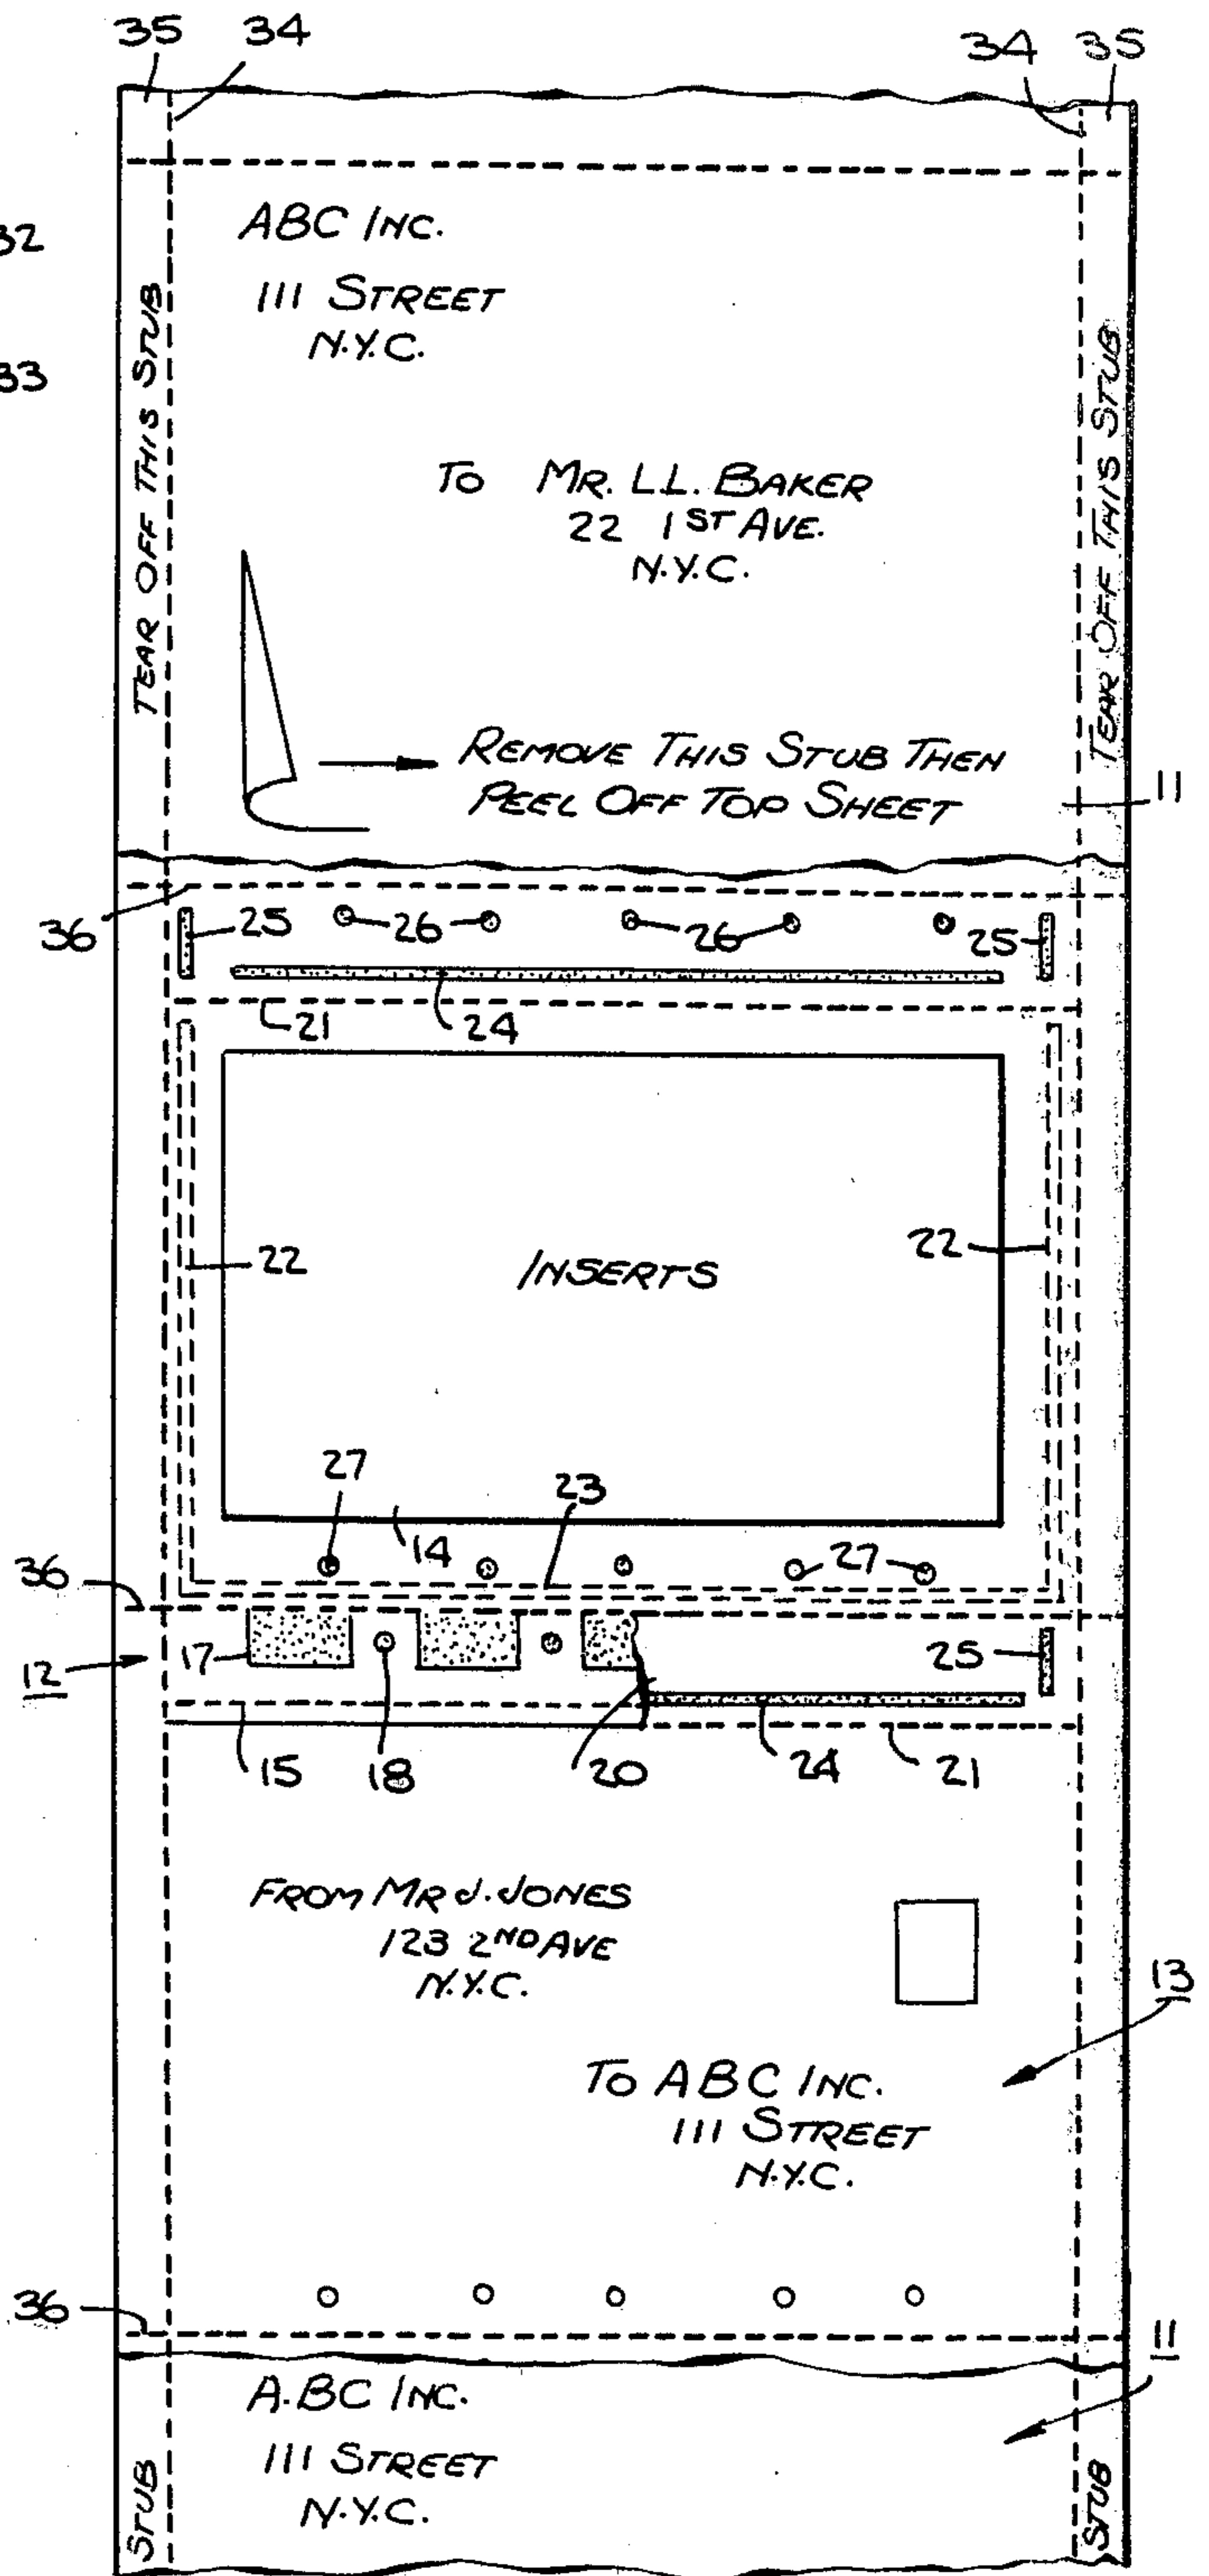 35 34 34 35
32
ABC INC.
111 STREET
N.Y.C.
33
TEAR OFF THIS STUB
TEAR OFF THIS STUB
TO MR. L.L. BAKER
22 1ST AVE.
N.Y.C.
REMOVE THIS STUB THEN
PEEL OFF TOP SHEET
11
36 25 26 26 25
21 24
22 INSERTS 22
27 23
14 27
36
12 17 25
15 18 20 24 21
FROM MR J. JONES
123 2ND AVE
N.Y.C.
13
TO ABC INC.
111 STREET
N.Y.C.
36
11
A.BC INC.
111 STREET
N.Y.C.
STUB
STUB